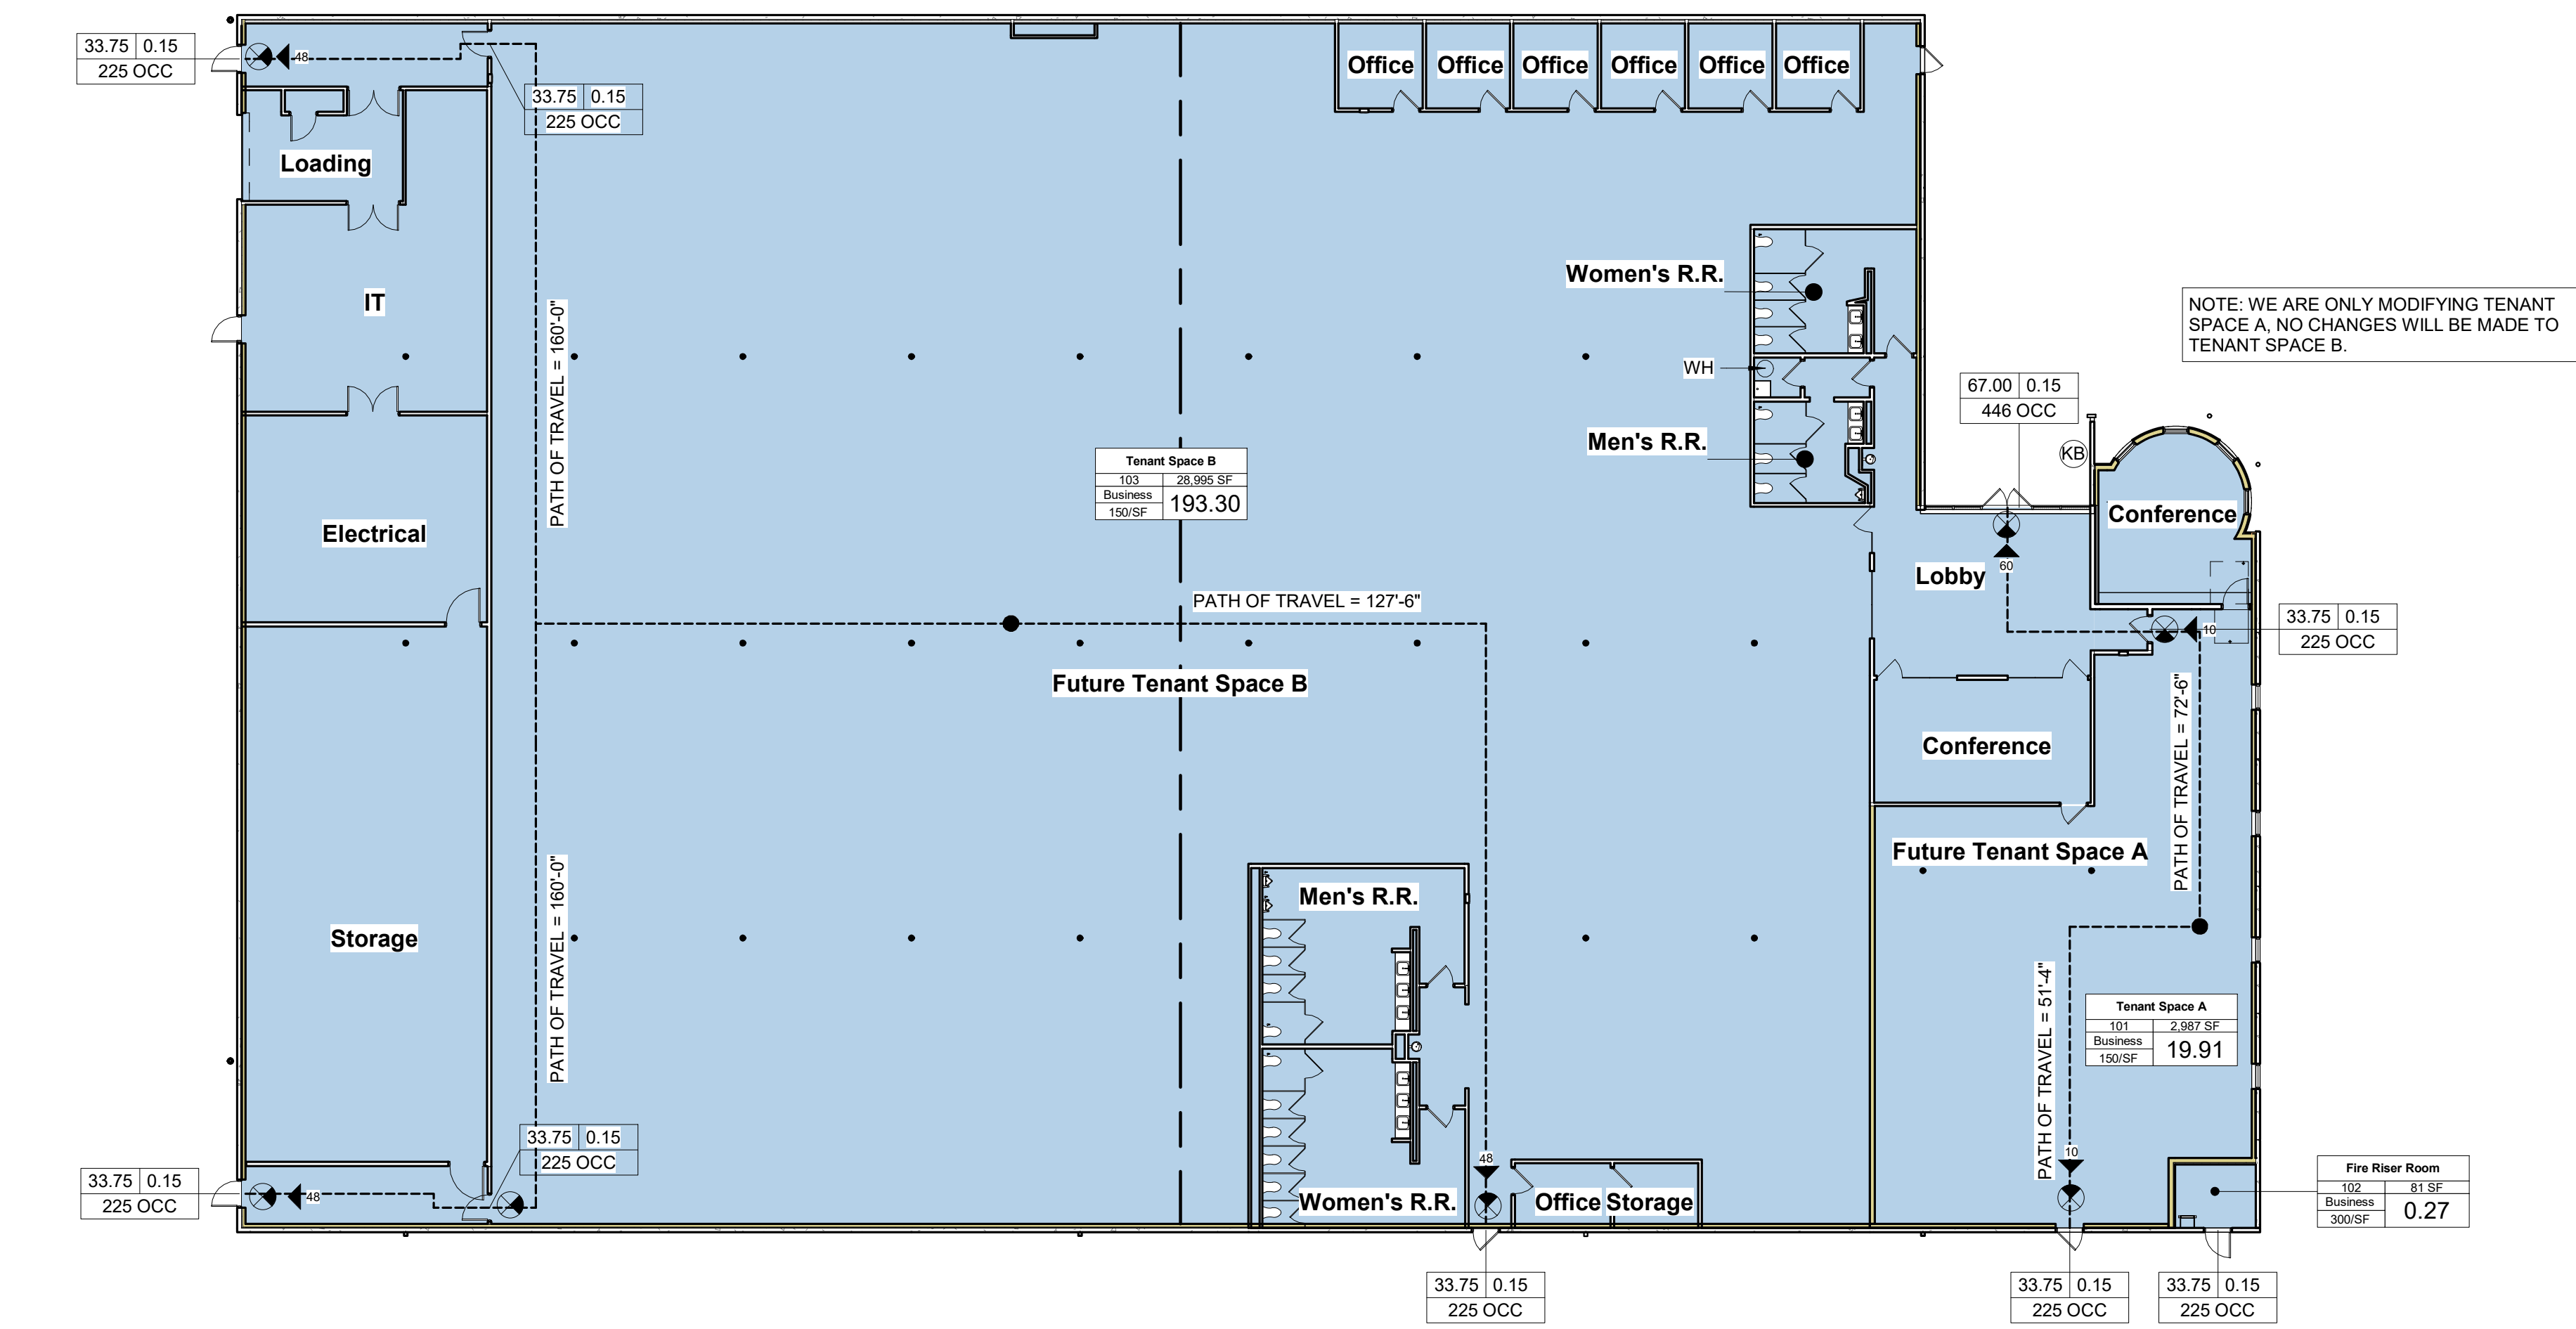 33.75 0.15
225 OCC
48
33.75 0.15
225 OCC
Office Office Office Office Office Office
Loading
IT
PATH OF TRAVEL = 160'-0"
Women's R.R.
WH
Men's R.R.
NOTE: WE ARE ONLY MODIFYING TENANT
SPACE A, NO CHANGES WILL BE MADE TO
TENANT SPACE B.
67.00 0.15
446 OCC
KB
Conference
Tenant Space B
103 28,995 SF
Business
150/SF
193.30
Electrical
Lobby
60
PATH OF TRAVEL = 127'-6"
10
33.75 0.15
225 OCC
Future Tenant Space B
PATH OF TRAVEL = 72'-6"
Conference
Future Tenant Space A
Storage
PATH OF TRAVEL = 160'-0"
Men's R.R.
PATH OF TRAVEL = 51'-4"
Tenant Space A
101 2,987 SF
Business
150/SF
19.91
33.75 0.15
225 OCC
33.75 0.15
225 OCC
48
48
Women's R.R.
Office Storage
10
Fire Riser Room
102 81 SF
Business
300/SF
0.27
33.75 0.15
225 OCC
33.75 0.15
225 OCC
33.75 0.15
225 OCC